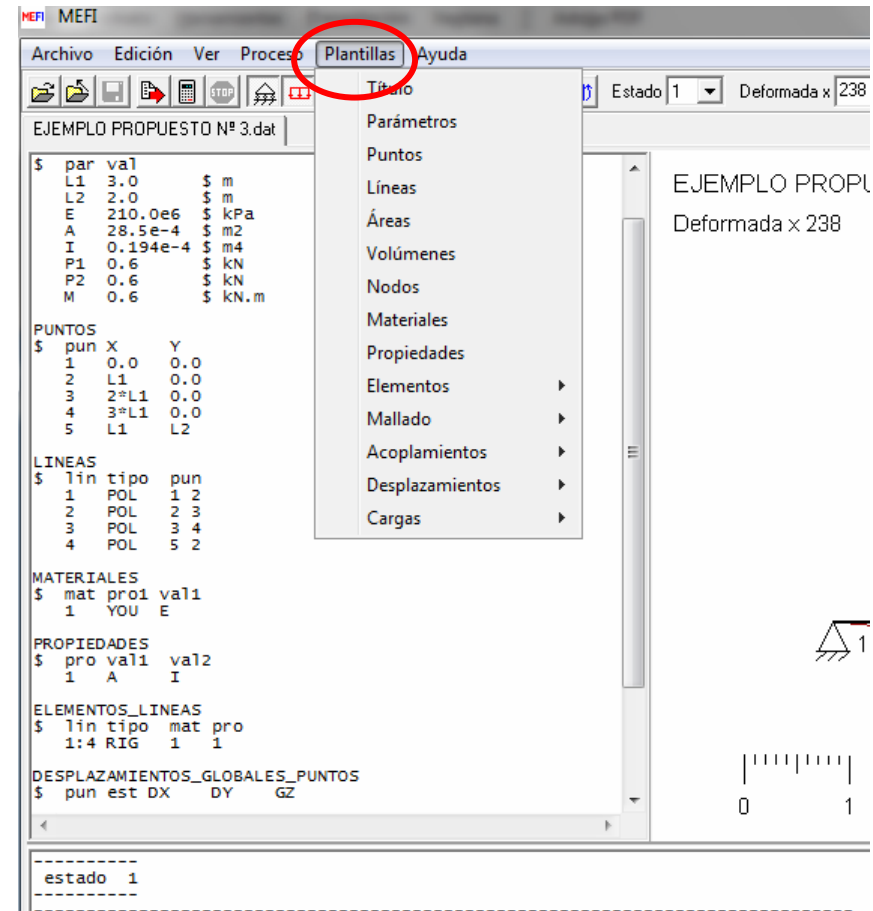 MEFI MEFI
Archivo Edición Ver Proceso Plantillas Ayuda
Estado 1 Deformada x 238
EJEMPLO PROPUESTO Nº 3.dat
Título
Parámetros
Puntos
Líneas
Áreas
Volúmenes
Nodos
Materiales
Propiedades
Elementos
Mallado
Acoplamientos
Desplazamientos
Cargas
$ par val
L1 3.0 $ m
L2 2.0 $ m
E 210.0e6 $ kPa
A 28.5e-4 $ m2
I 0.194e-4 $ m4
P1 0.6 $ kN
P2 0.6 $ kN
M 0.6 $ kN.m
PUNTOS
$ pun X Y
1 0.0 0.0
2 L1 0.0
3 2*L1 0.0
4 3*L1 0.0
5 L1 L2
LINEAS
$ lin tipo pun
1 POL 1 2
2 POL 2 3
3 POL 3 4
4 POL 5 2
MATERIALES
$ mat pro1 val1
1 YOU E
PROPIEDADES
$ pro val1 val2
1 A I
ELEMENTOS_LINEAS
$ lin tipo mat pro
1:4 RIG 1 1
DESPLAZAMIENTOS_GLOBALES_PUNTOS
$ pun est DX DY GZ
EJEMPLO PROPU
Deformada x 238
1
0 1
----------
estado 1
----------